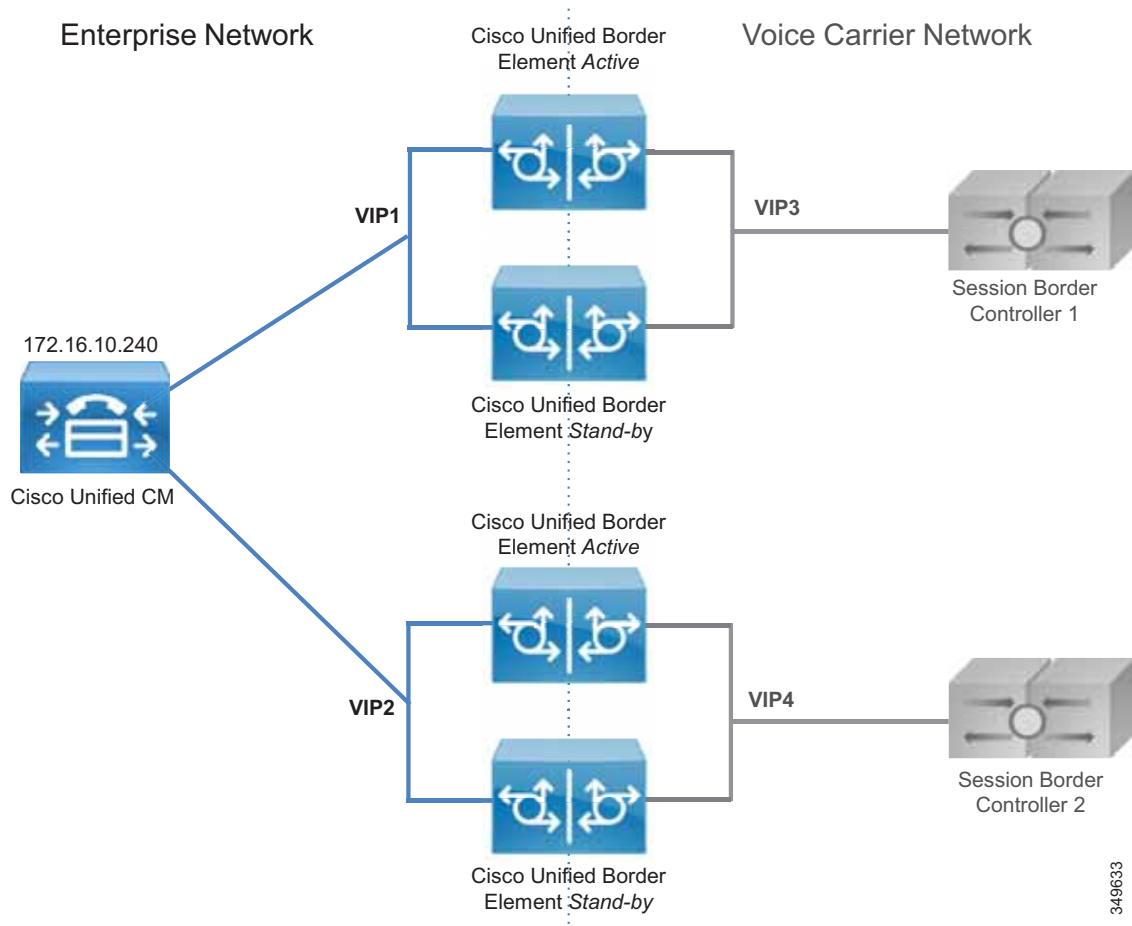 Enterprise Network
Cisco Unified Border
Element Active
Voice Carrier Network
VIP1
VIP3
Session Border
Controller 1
172.16.10.240
Cisco Unified CM
Cisco Unified Border
Element Stand-by
Cisco Unified Border
Element Active
VIP2
VIP4
Session Border
Controller 2
Cisco Unified Border
Element Stand-by
349633